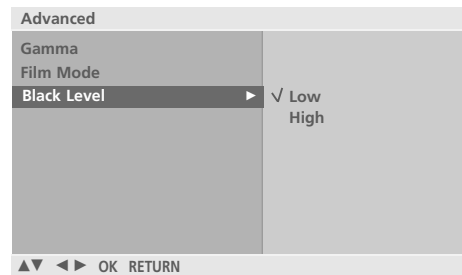 Advanced
Gamma
Film Mode
Black Level ▶ √ Low
High
▲▼ ◀ ▶ OK RETURN